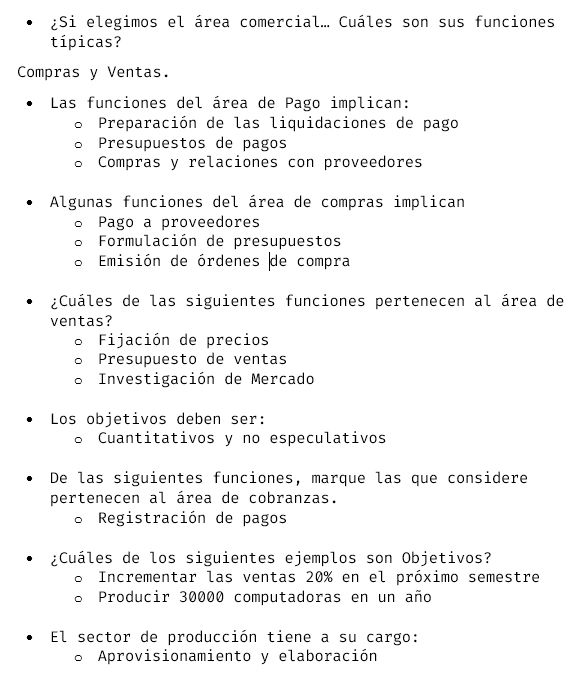 • ¿Si elegimos el área comercial… Cuáles son sus funciones
típicas?
Compras y Ventas.
• Las funciones del área de Pago implican:
o Preparación de las liquidaciones de pago
o Presupuestos de pagos
o Compras y relaciones con proveedores
• Algunas funciones del área de compras implican
o Pago a proveedores
o Formulación de presupuestos
o Emisión de órdenes de compra
• ¿Cuáles de las siguientes funciones pertenecen al área de
ventas?
o Fijación de precios
o Presupuesto de ventas
o Investigación de Mercado
• Los objetivos deben ser:
o Cuantitativos y no especulativos
• De las siguientes funciones, marque las que considere
pertenecen al área de cobranzas.
o Registración de pagos
• ¿Cuáles de los siguientes ejemplos son Objetivos?
o Incrementar las ventas 20% en el próximo semestre
o Producir 30000 computadoras en un año
• El sector de producción tiene a su cargo:
o Aprovisionamiento y elaboración